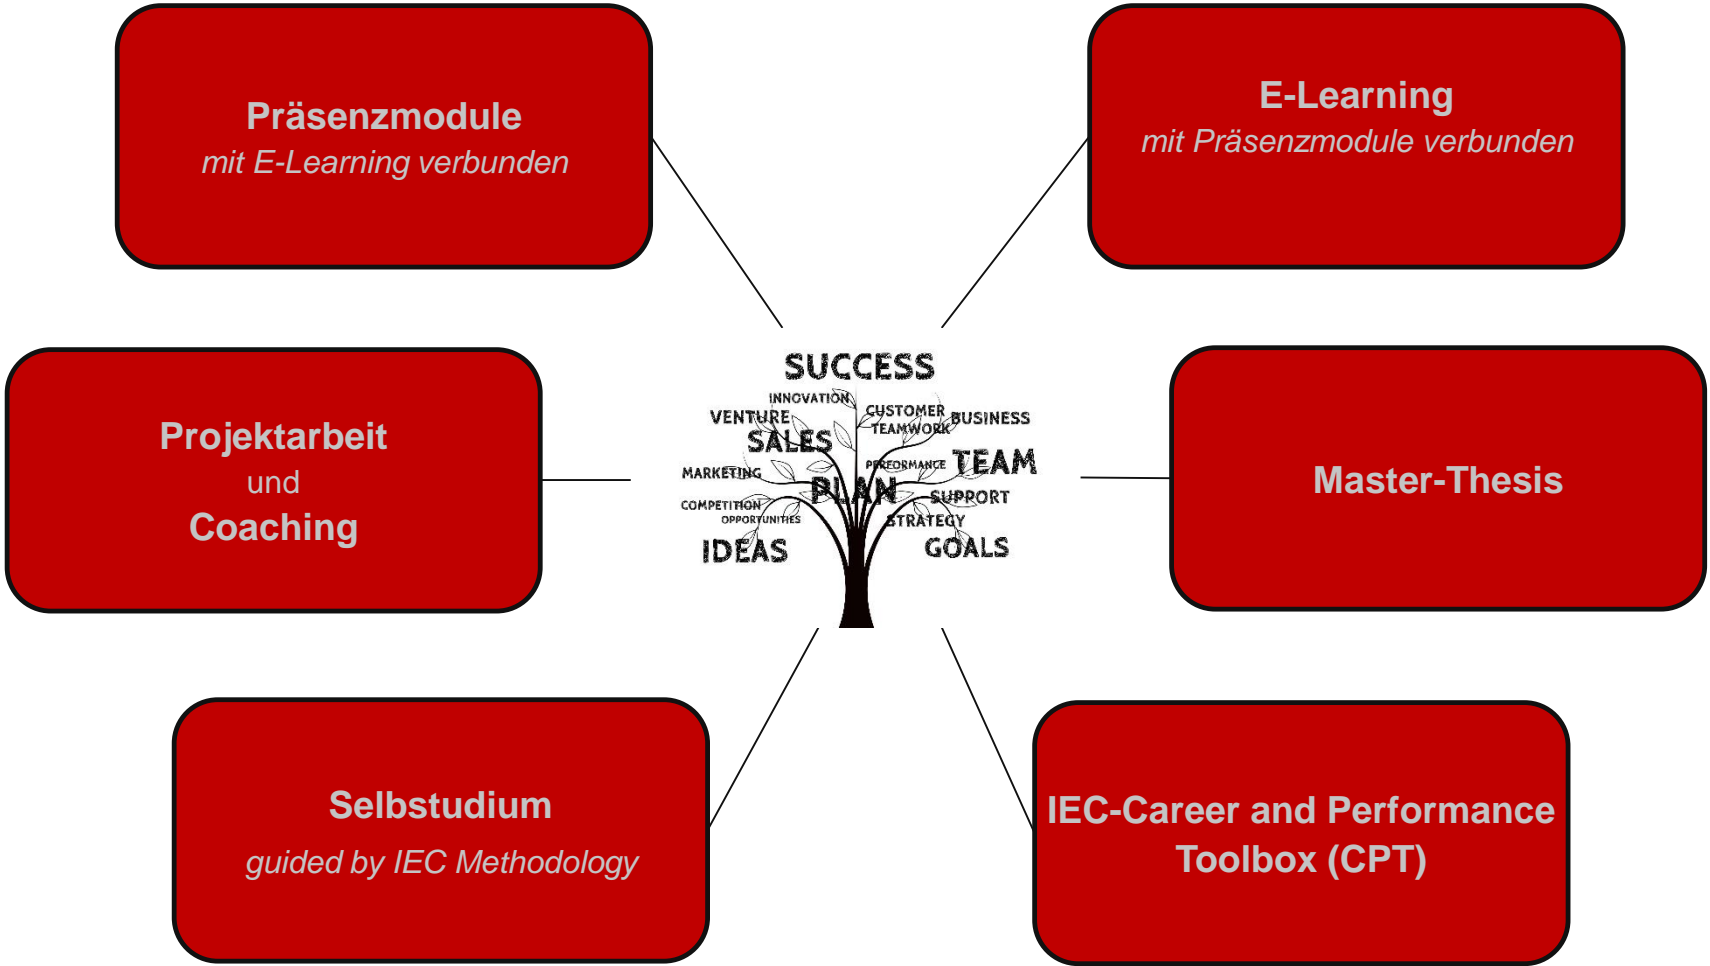 Präsenzmodule
mit E-Learning verbunden
E-Learning
mit Präsenzmodule verbunden
Projektarbeit
und
Coaching
SUCCESS
INNOVATION
VENTURE
CUSTOMER
BUSINESS
TEAMWORK
SALES
MARKETING
PERFORMANCE
TEAM
PLAN
COMPETITION
SUPPORT
OPPORTUNITIES
STRATEGY
IDEAS
GOALS
Master-Thesis
Selbstudium
guided by IEC Methodology
IEC-Career and Performance
Toolbox (CPT)